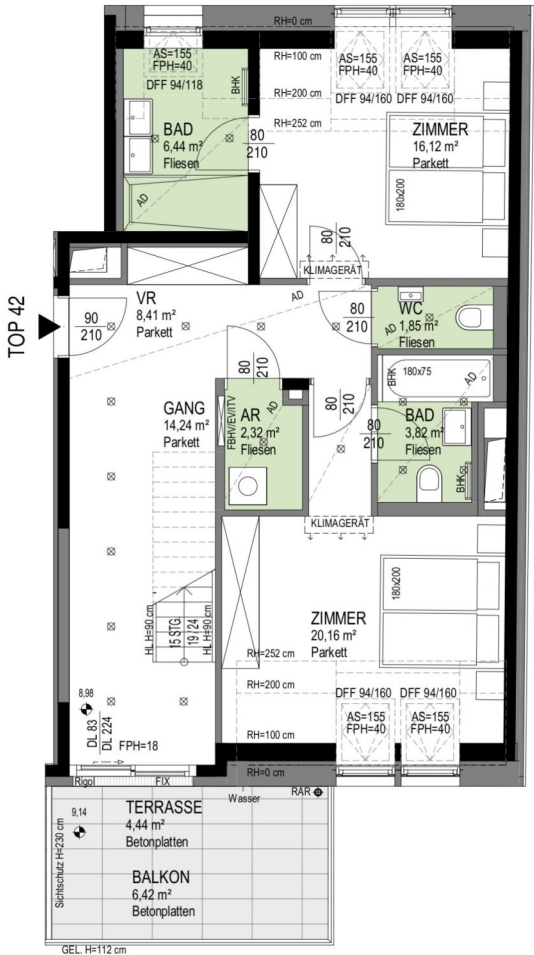 RH=0 cm
AS=155
FPH=40
DFF 94/118
BHK
RH=100 cm
RH=200 cm
RH=252 cm
AS=155
FPH=40
AS=155
FPH=40
DFF 94/160
DFF 94/160
BAD
6,44 m²
Fliesen
80
210
ZIMMER
16,12 m²
Parkett
180x200
AD
80
210
KLIMAGERÄT
TOP 42
90
210
VR
8,41 m²
Parkett
AD
80
210
WC
1,85 m²
Fliesen
AD
80
210
BHK
180x75
AD
GANG
14,24 m²
Parkett
FBHV/EV/ITV
AR
2,32 m²
Fliesen
AD
80
210
80
210
BAD
3,82 m²
Fliesen
BHK
KLIMAGERÄT
180x200
HL H=90 cm
15 STG.
19 / 24
HL H=90 cm
ZIMMER
20,16 m²
Parkett
RH=252 cm
RH=200 cm
DFF 94/160
DFF 94/160
AS=155
FPH=40
AS=155
FPH=40
RH=100 cm
RH=0 cm
8,98
DL 83
DL 224
FPH=18
Rigol
FIX
Wasser
RAR
9,14
Sichtschutz H=230 cm
TERRASSE
4,44 m²
Betonplatten
BALKON
6,42 m²
Betonplatten
GEL. H=112 cm